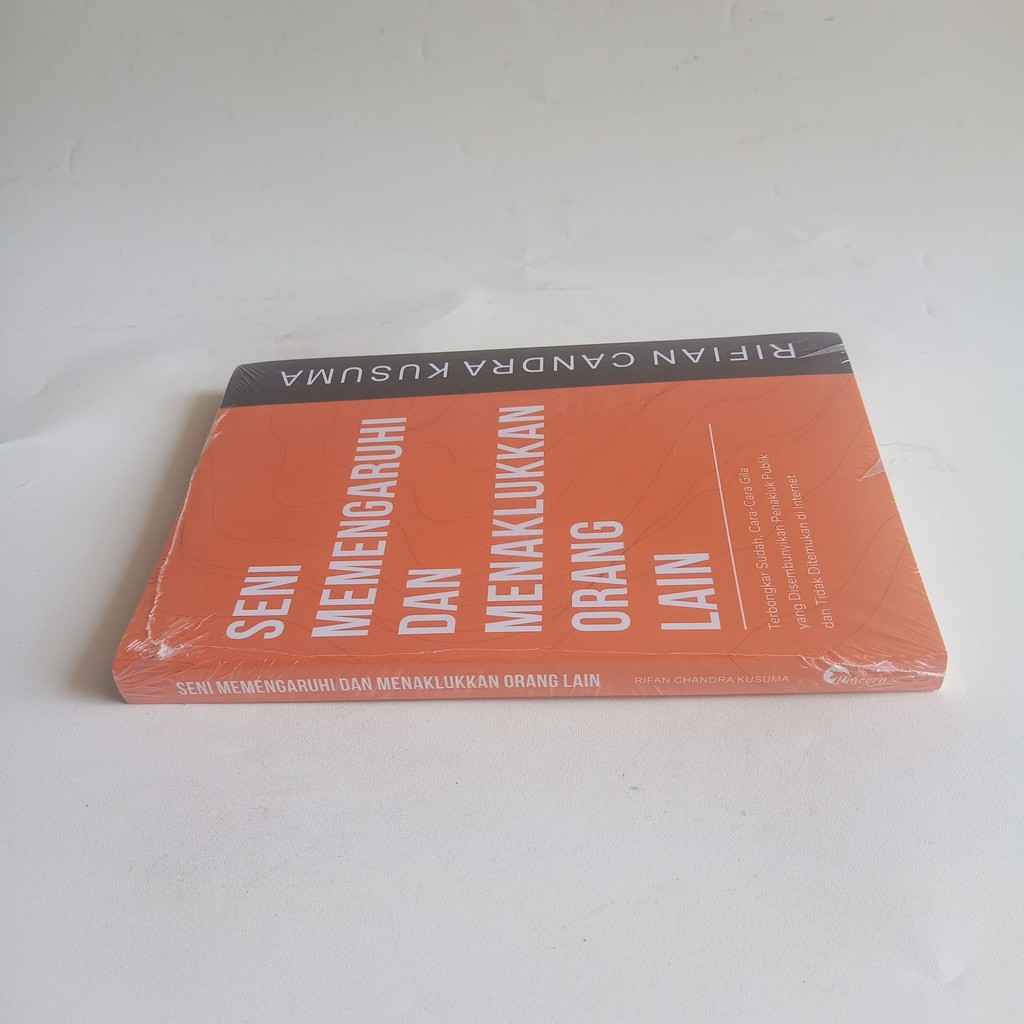 RIFIAN CANDRA KUSUMA
SENI
MEMENGARUHI
DAN
MENAKLUKKAN
ORANG
LAIN
Terbongkar Sudah, Cara-Cara Gila
yang Disembunyikan Penakluk Publik
dan Tidak Ditemukan di Internet
SENI MEMENGARUHI DAN MENAKLUKKAN ORANG LAIN
RIFAN CHANDRA KUSUMA